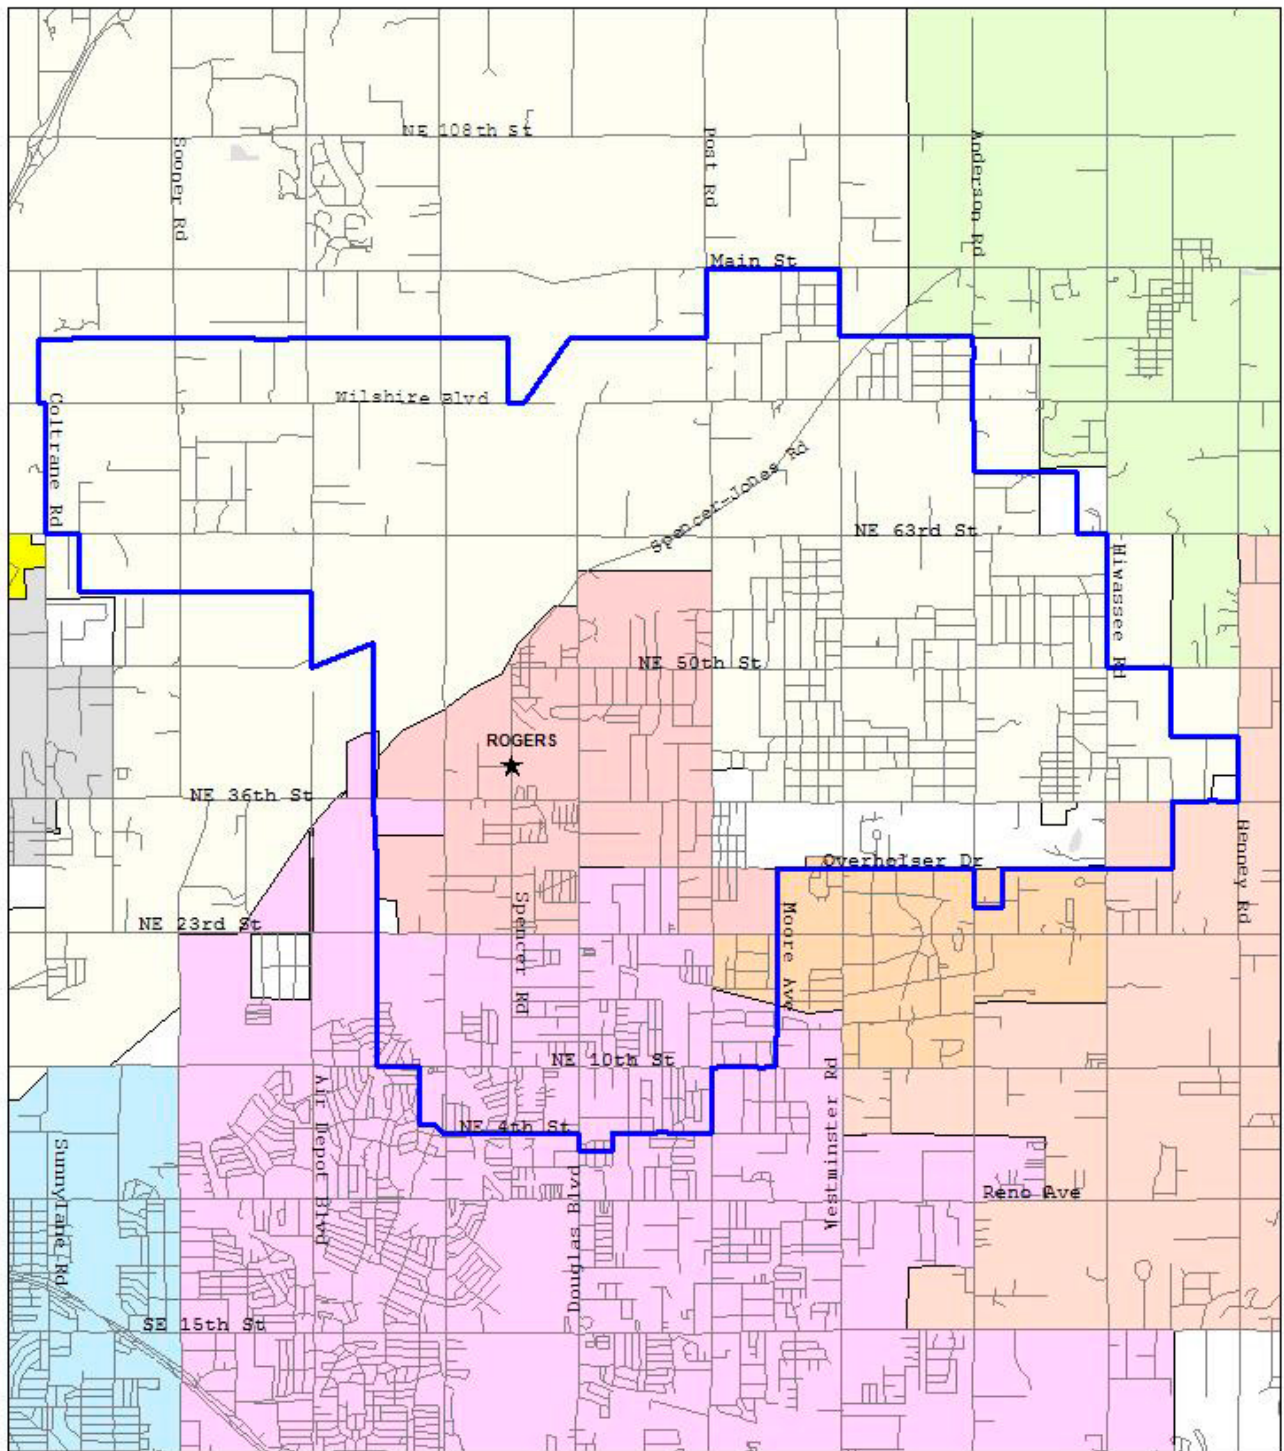 NE 108th St
Sooper Rd
Post Rd
Anderson Rd
Main St
Wilshire Blvd
Coltrane Rd
Spencer-Jones Rd
NE 63rd St
Hiwassee Rd
NE 50th St
ROGERS
NE 36th St
Overholser Dr
Henney Rd
NE 23rd St
Spencer Rd
Moore Ave
NE 10th St
Westminster Rd
Air Depot Blvd
NE 4th St
Sunnylane Rd
Douglas Blvd
Reno Ave
SE 15th St